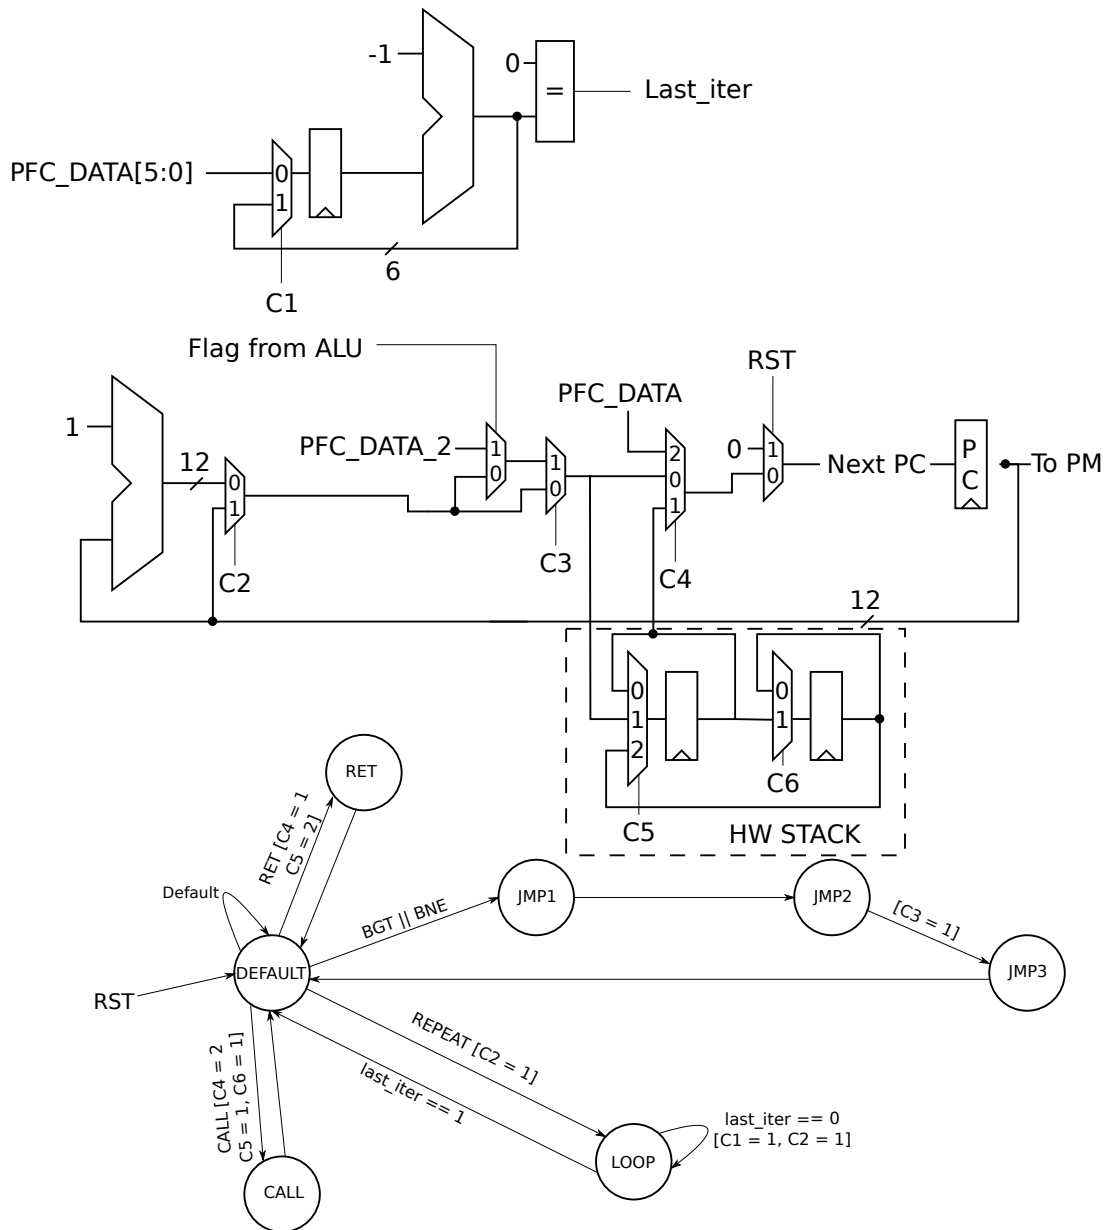 -1
0
=
Last_iter
PFC_DATA[5:0]
0
1
6
C1
Flag from ALU
RST
PFC_DATA
1
12
PFC_DATA_2
1
0
1
0
2
0
1
0
1
0
Next PC
P
C
To PM
0
1
C2
C3
C4
12
0
1
2
0
1
C6
C5
HW STACK
RET
RET [C4 = 1
C5 = 2]
Default
BGT || BNE
JMP1
JMP2
[C3 = 1]
JMP3
DEFAULT
RST
REPEAT [C2 = 1]
last_iter == 1
CALL [C4 = 2
C5 = 1, C6 = 1]
last_iter == 0
[C1 = 1, C2 = 1]
LOOP
CALL